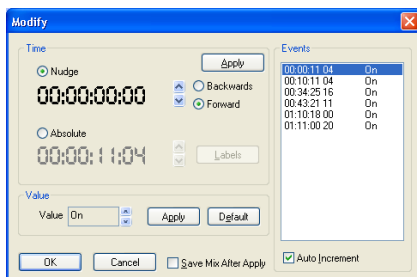 Modify
Time
Nudge
Apply
00:00:00:00
Backwards
Forward
Absolute
00:00:11:04
Labels
Value
Value On
Apply
Default
OK
Cancel
Save Mix After Apply
Events
00:00:11 04 On
00:10:11 04 On
00:34:25 16 On
00:43:21 11 On
01:10:18 00 On
01:11:00 20 On
Auto Increment